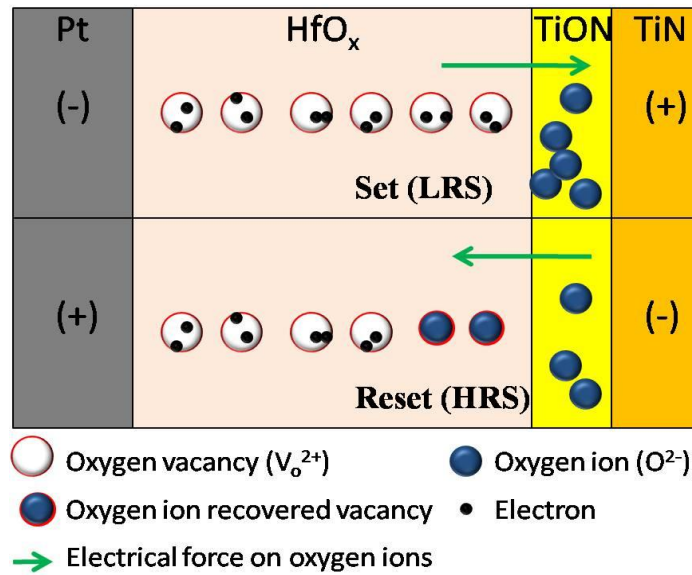 Pt HfOx TiON TiN
(-) (+)
Set (LRS)
(+) (-)
Reset (HRS)
Oxygen vacancy (Vo2+) Oxygen ion (O2-)
Oxygen ion recovered vacancy Electron
Electrical force on oxygen ions